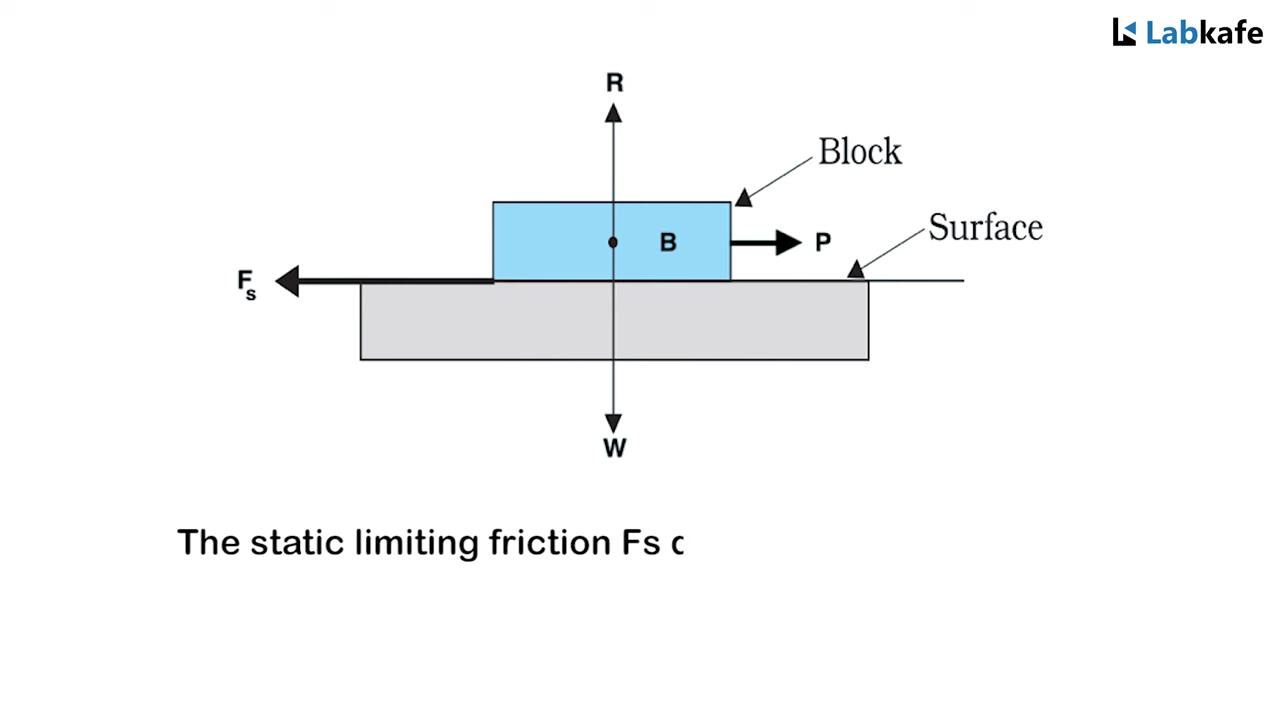 Labkafe
R
Block
B
P
Surface
Fs
W
The static limiting friction Fs